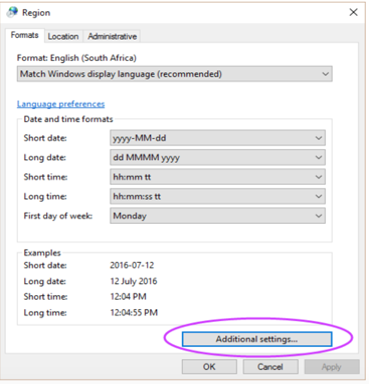 Region
Formats Location Administrative
Format: English (South Africa)
Match Windows display language (recommended)
Language preferences
Date and time formats
Short date: yyyy-MM-dd
Long date: dd MMMM yyyy
Short time: hh:mm tt
Long time: hh:mm:ss tt
First day of week: Monday
Examples
Short date: 2016-07-12
Long date: 12 July 2016
Short time: 12:04 PM
Long time: 12:04:55 PM
Additional settings...
OK Cancel Apply